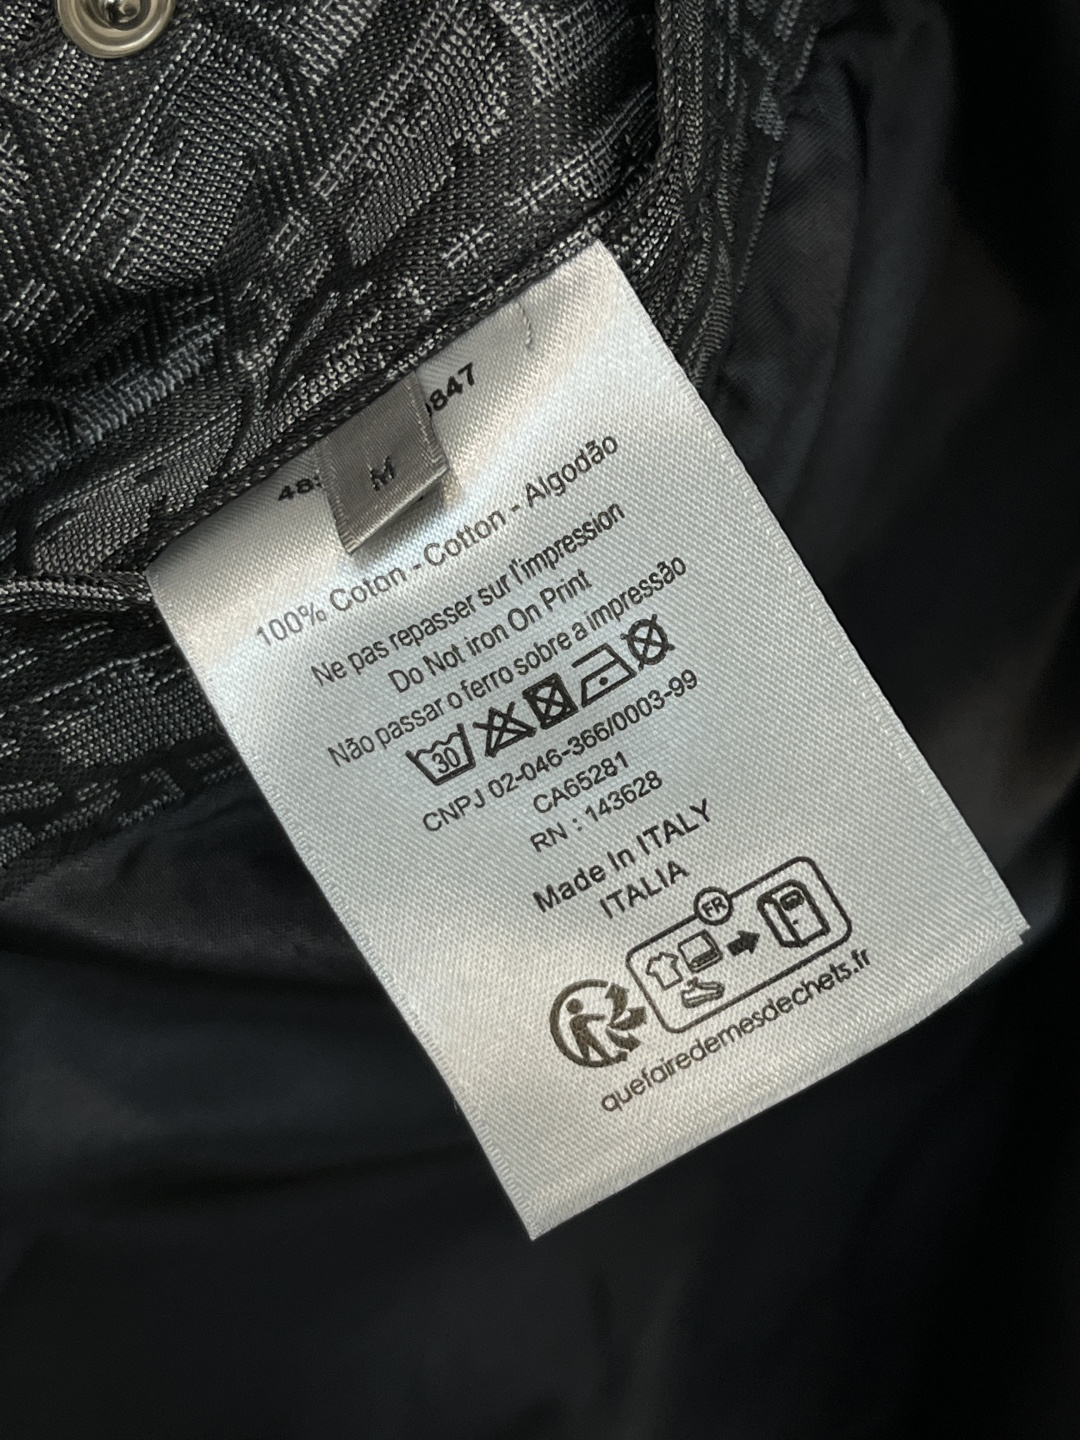 M
100% Coton - Cotton - Algodão
Ne pas repasser sur l'impression
Do Not iron On Print
Não passar o ferro sobre a impressão
30
CNPJ 02-046-366/0003-99
CA65281
RN : 143628
Made In ITALY
ITALIA
FR
quefairedemesdechets.fr